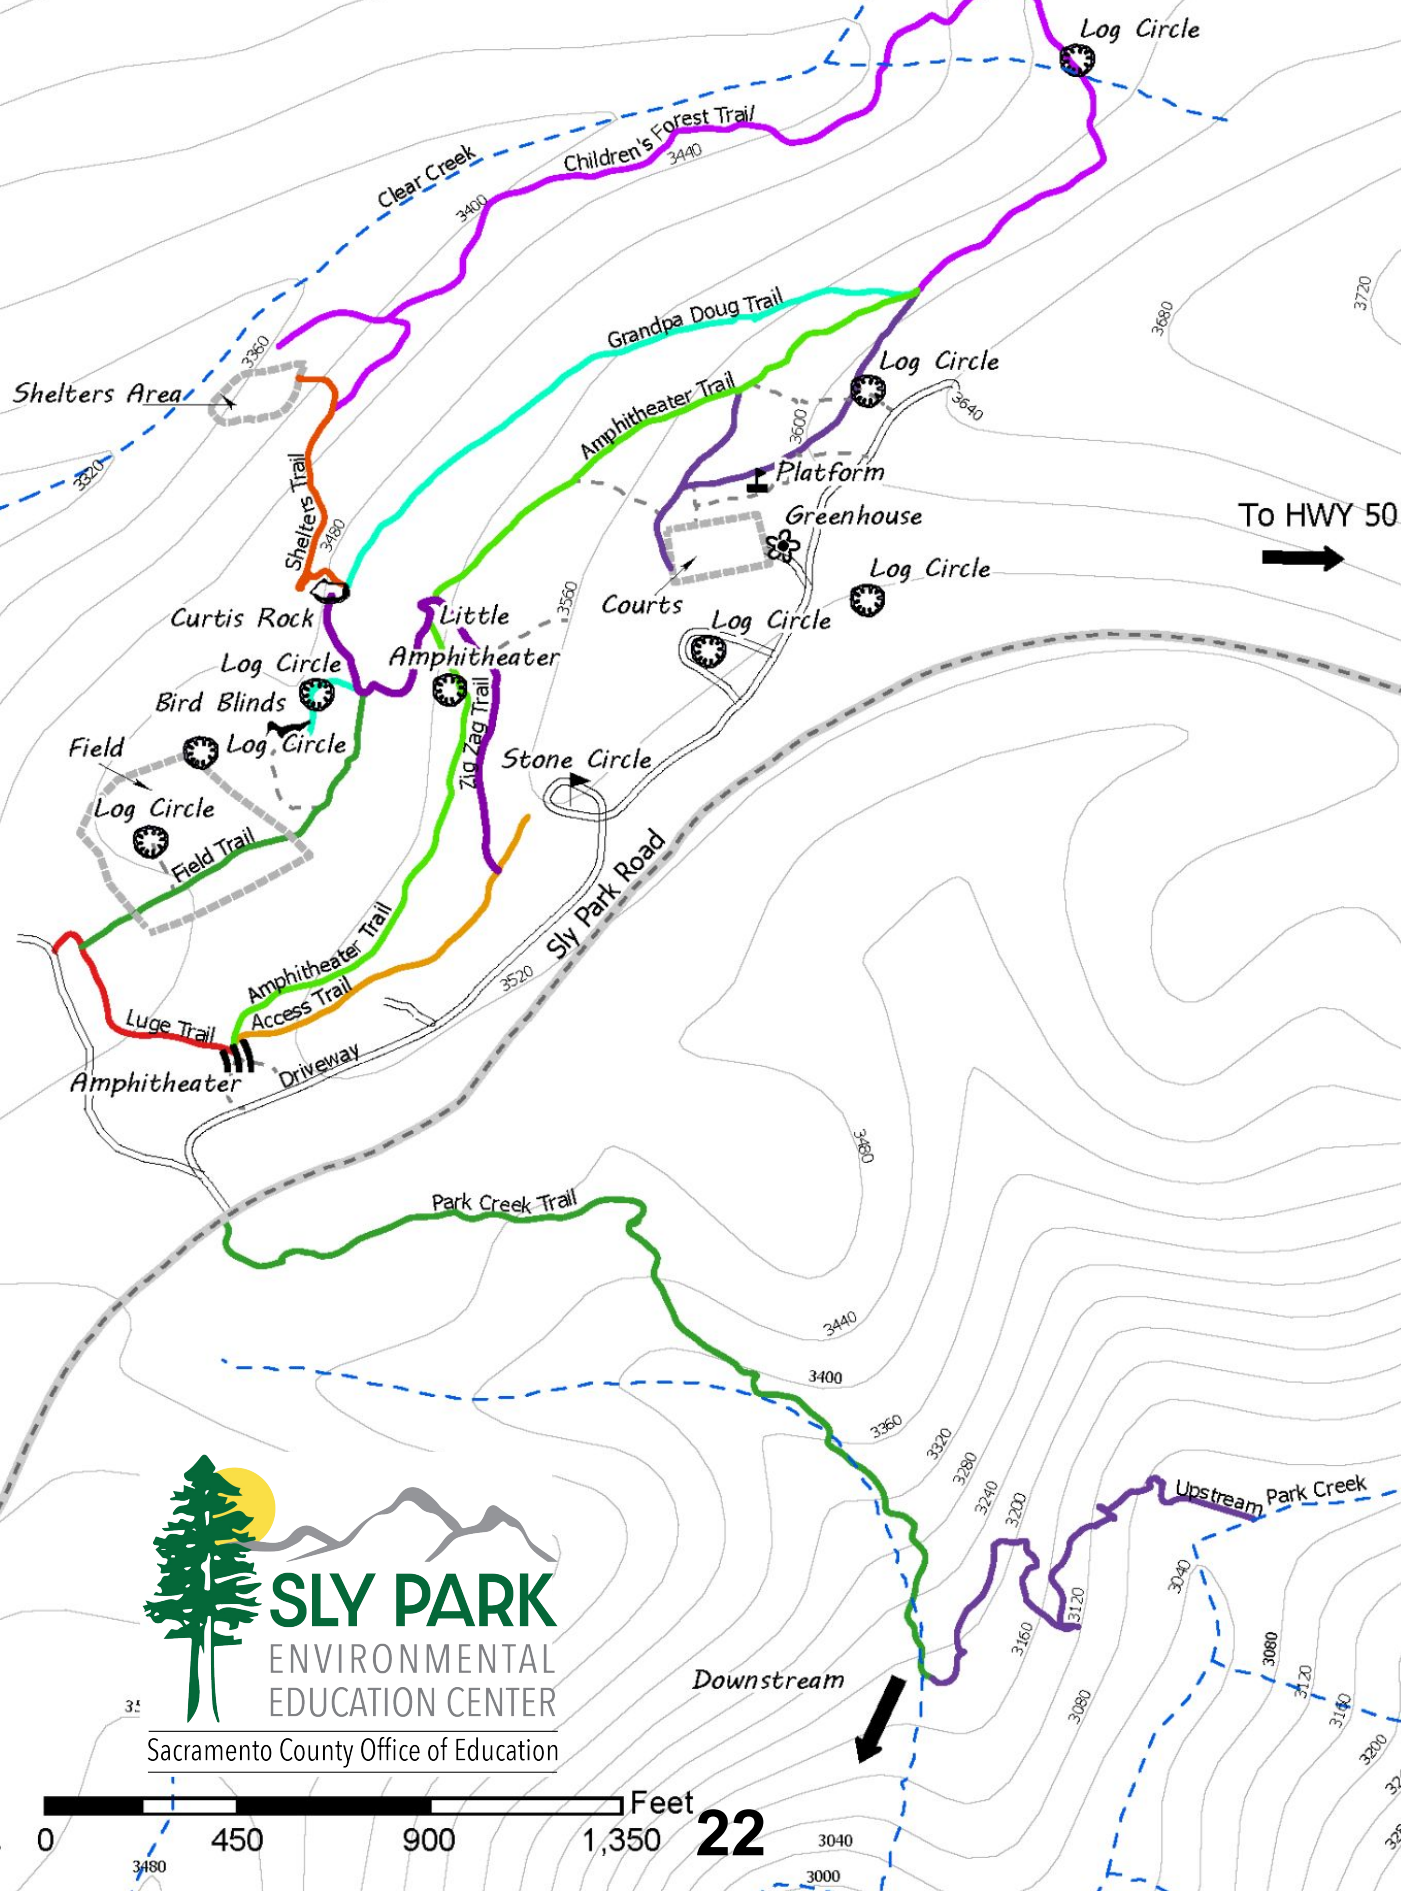 Log Circle
Children's Forest Trail
3440
Clear Creek
3400
3720
3680
Grandpa Doug Trail
3360
Log Circle
Shelters Area
Amphitheater Trail
3640
3600
3320
Platform
Shelters Trail
3480
Greenhouse
To HWY 50
Log Circle
3560
Courts
Curtis Rock
Little
Amphitheater
Log Circle
Log Circle
Bird Blinds
Log Circle
Zig Zag Trail
Field
Stone Circle
Log Circle
Field Trail
Sly Park Road
Amphitheater Trail
3520
Access Trail
Luge Trail
Amphitheater
Driveway
3480
Park Creek Trail
3440
3400
3360
3320
3280
3240
3200
Upstream
Park Creek
3040
3120
3160
3080
3080
3120
3160
3200
SLY PARK
ENVIRONMENTAL
EDUCATION CENTER
Sacramento County Office of Education
Downstream
Feet
0 450 900 1,350
22
3040
3480
3000